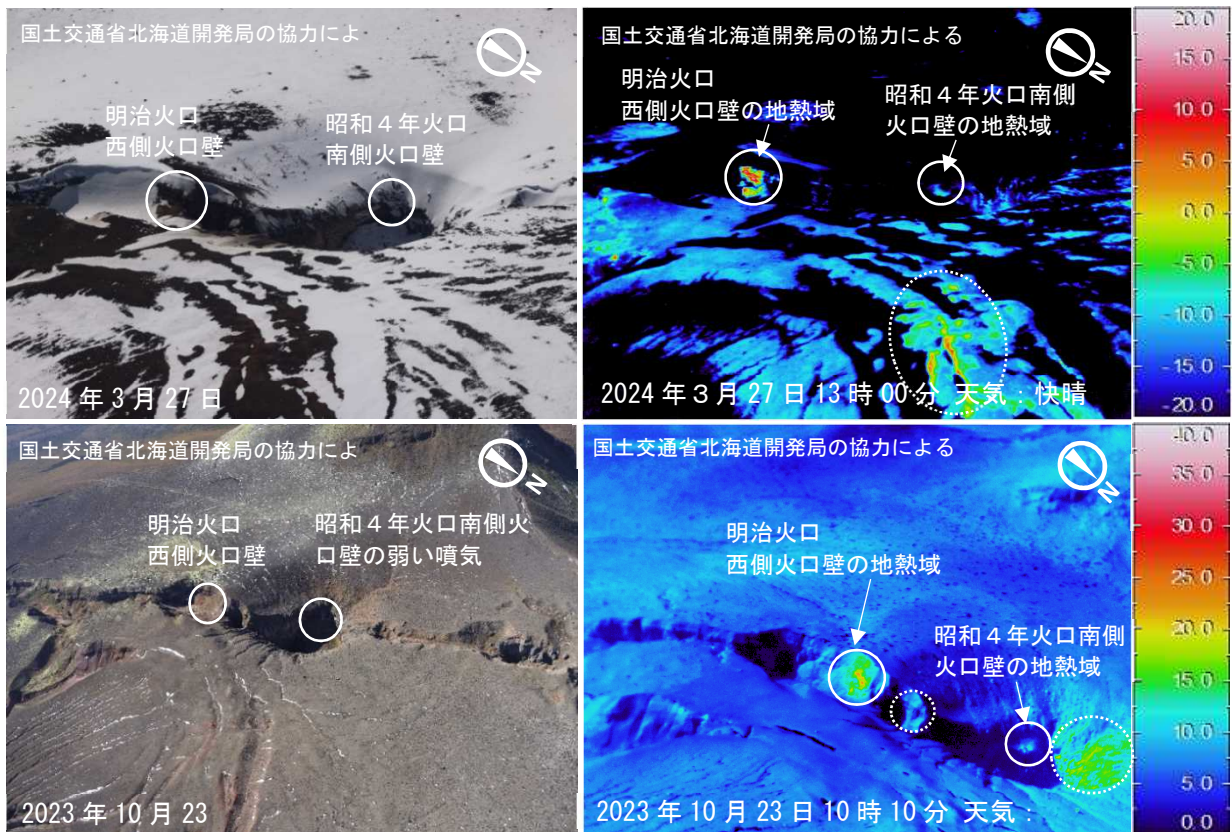 国土交通省北海道開発局の協力によ
N
明治火口
西側火口壁
昭和４年火口
南側火口壁
2024 年 3 月 27 日
国土交通省北海道開発局の協力による
N
明治火口
西側火口壁の地熱域
昭和４年火口南側
火口壁の地熱域
2024 年 3 月 27 日 13 時 00 分 天気：快晴
20.0
15.0
10.0
5.0
0.0
-5.0
-10.0
-15.0
-20.0
国土交通省北海道開発局の協力によ
N
明治火口
西側火口壁
昭和４年火口南側火
口壁の弱い噴気
2023 年 10 月 23
国土交通省北海道開発局の協力による
N
明治火口
西側火口壁の地熱域
昭和４年火口南側
火口壁の地熱域
2023 年 10 月 23 日 10 時 10 分 天気：
40.0
35.0
30.0
25.0
20.0
15.0
10.0
5.0
0.0